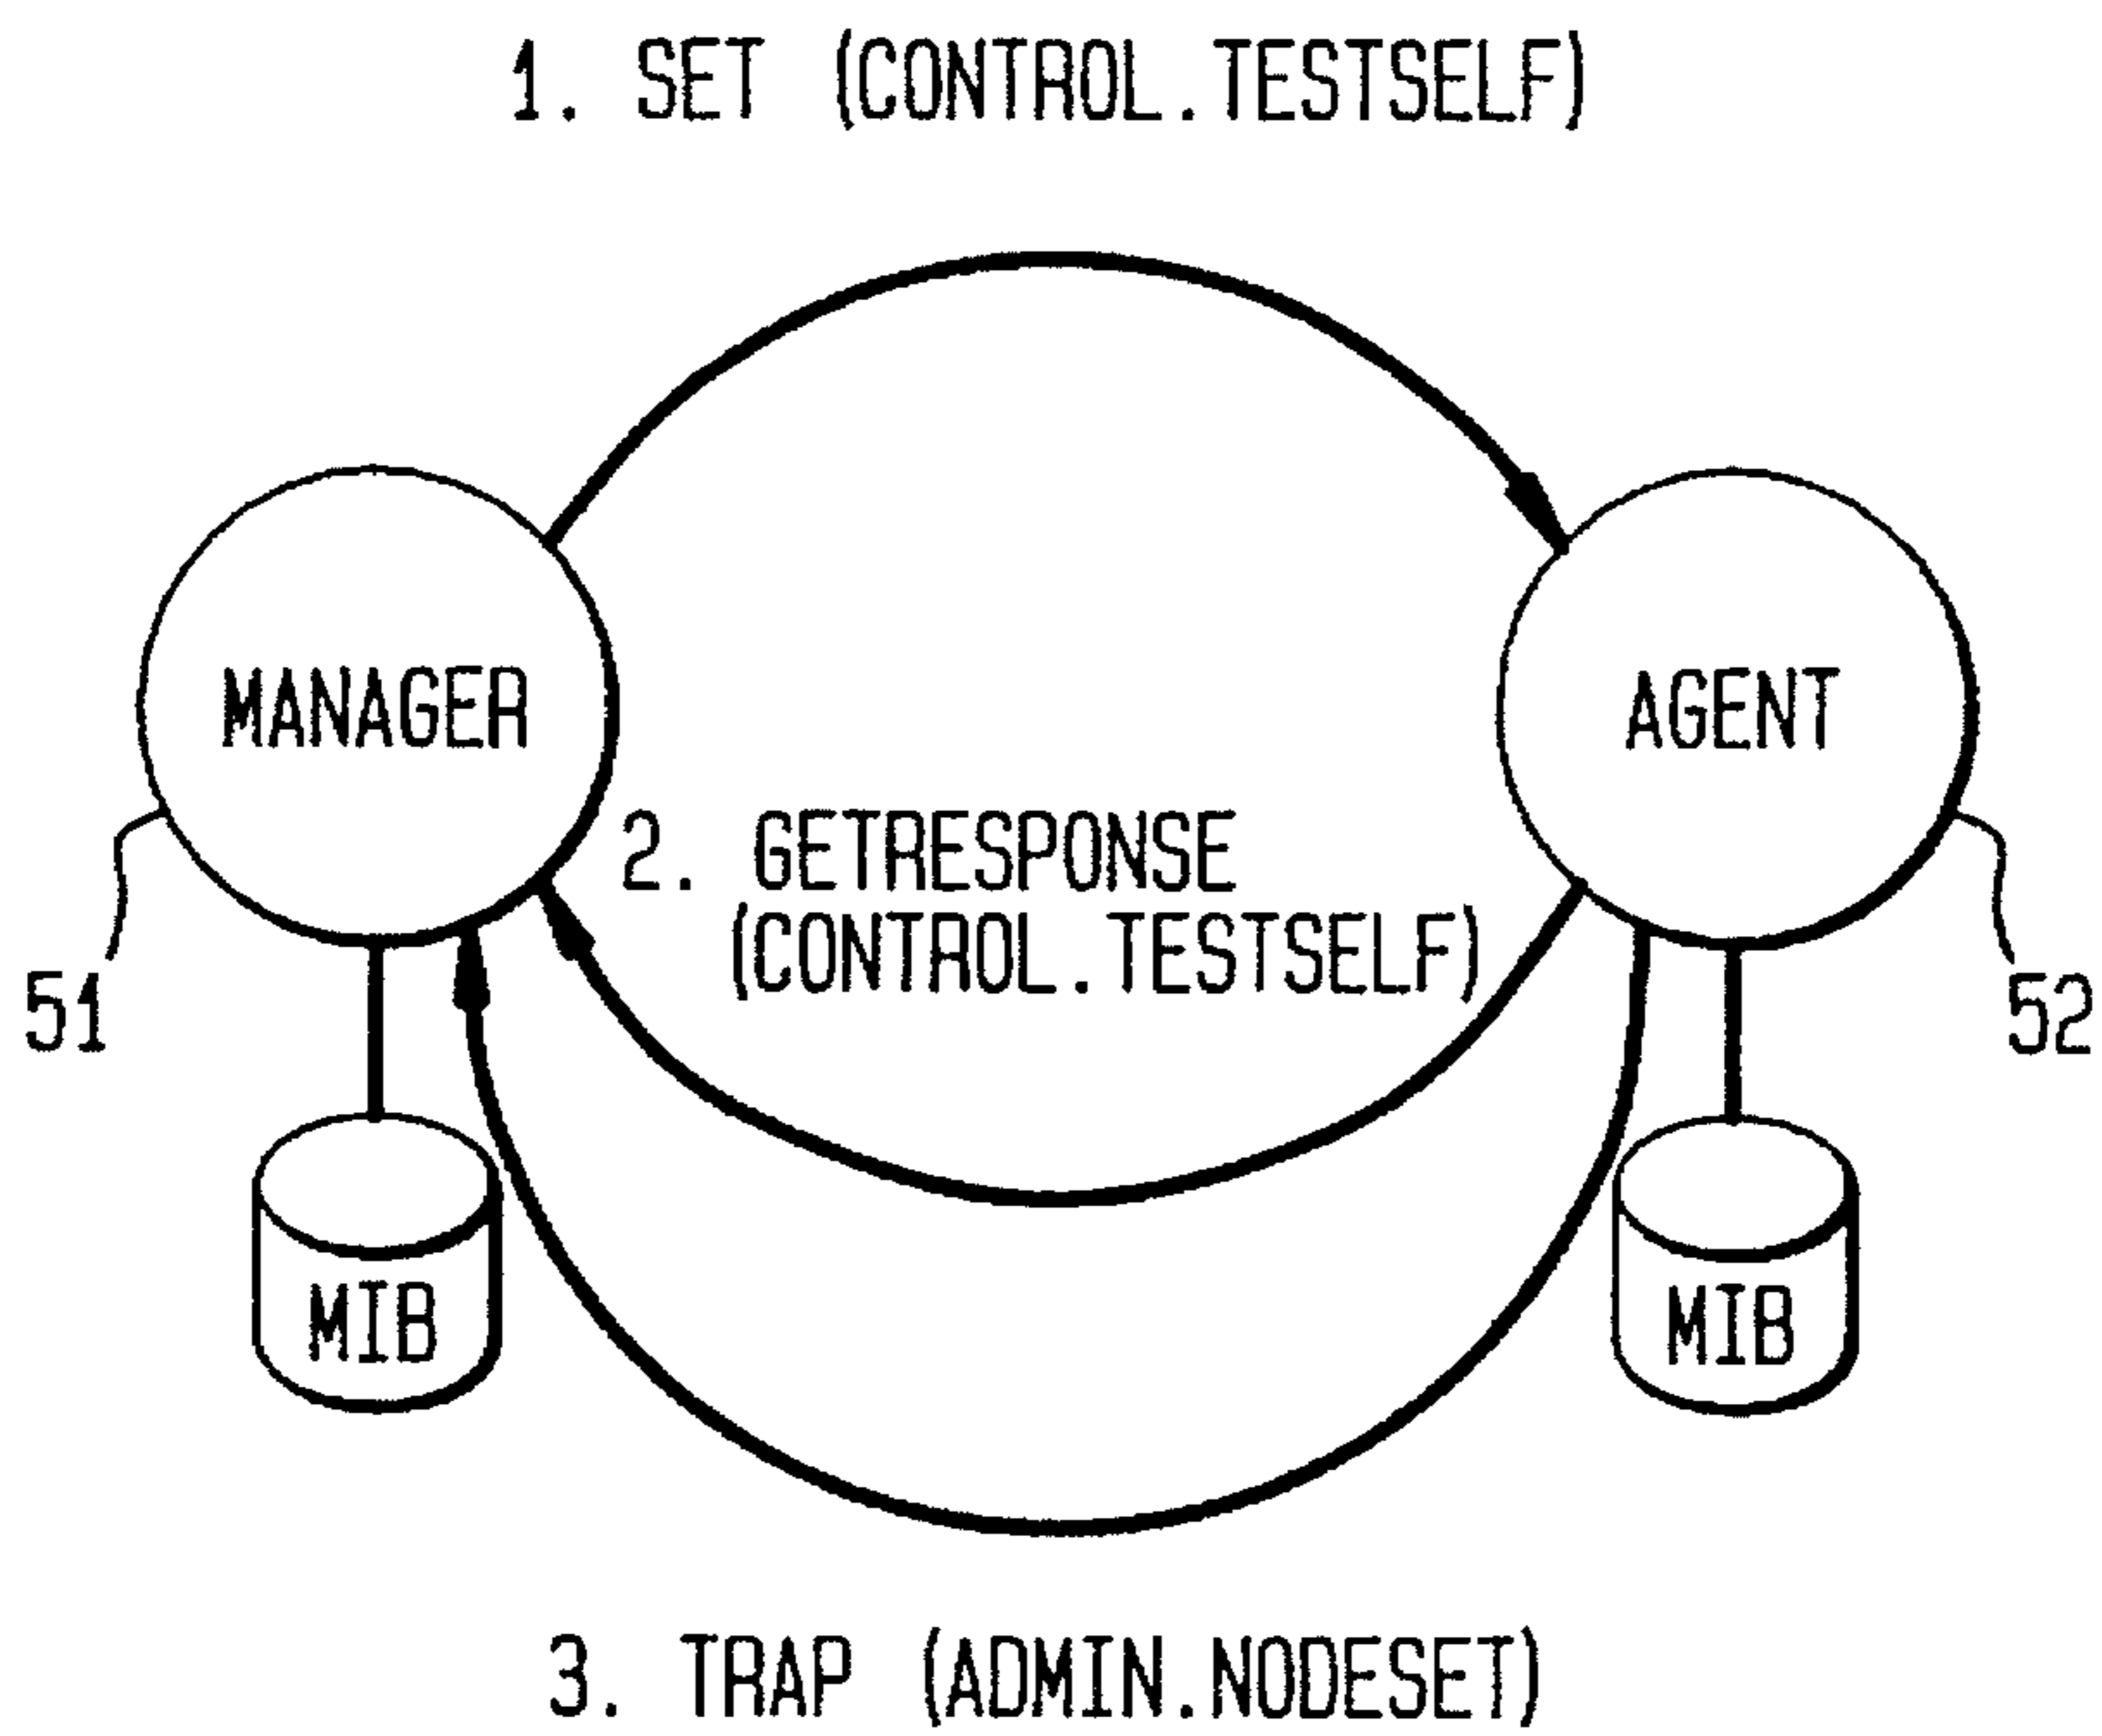 1. SET (CONTROL.TESTSELF)
MANAGER
AGENT
2. GETRESPONSE
(CONTROL.TESTSELF)
51
52
MIB
MIB
3. TRAP (ADMIN.NODESET)